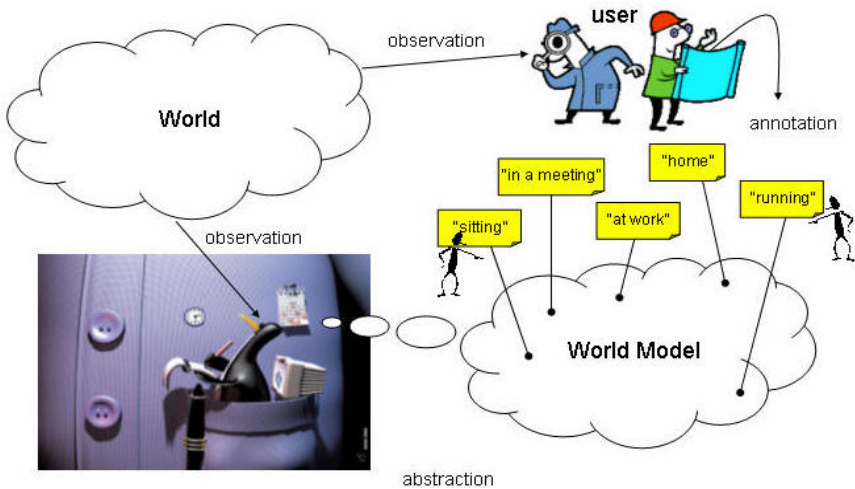 user
observation
World
annotation
"home"
"in a meeting"
"running"
"at work"
"sitting"
observation
World Model
abstraction